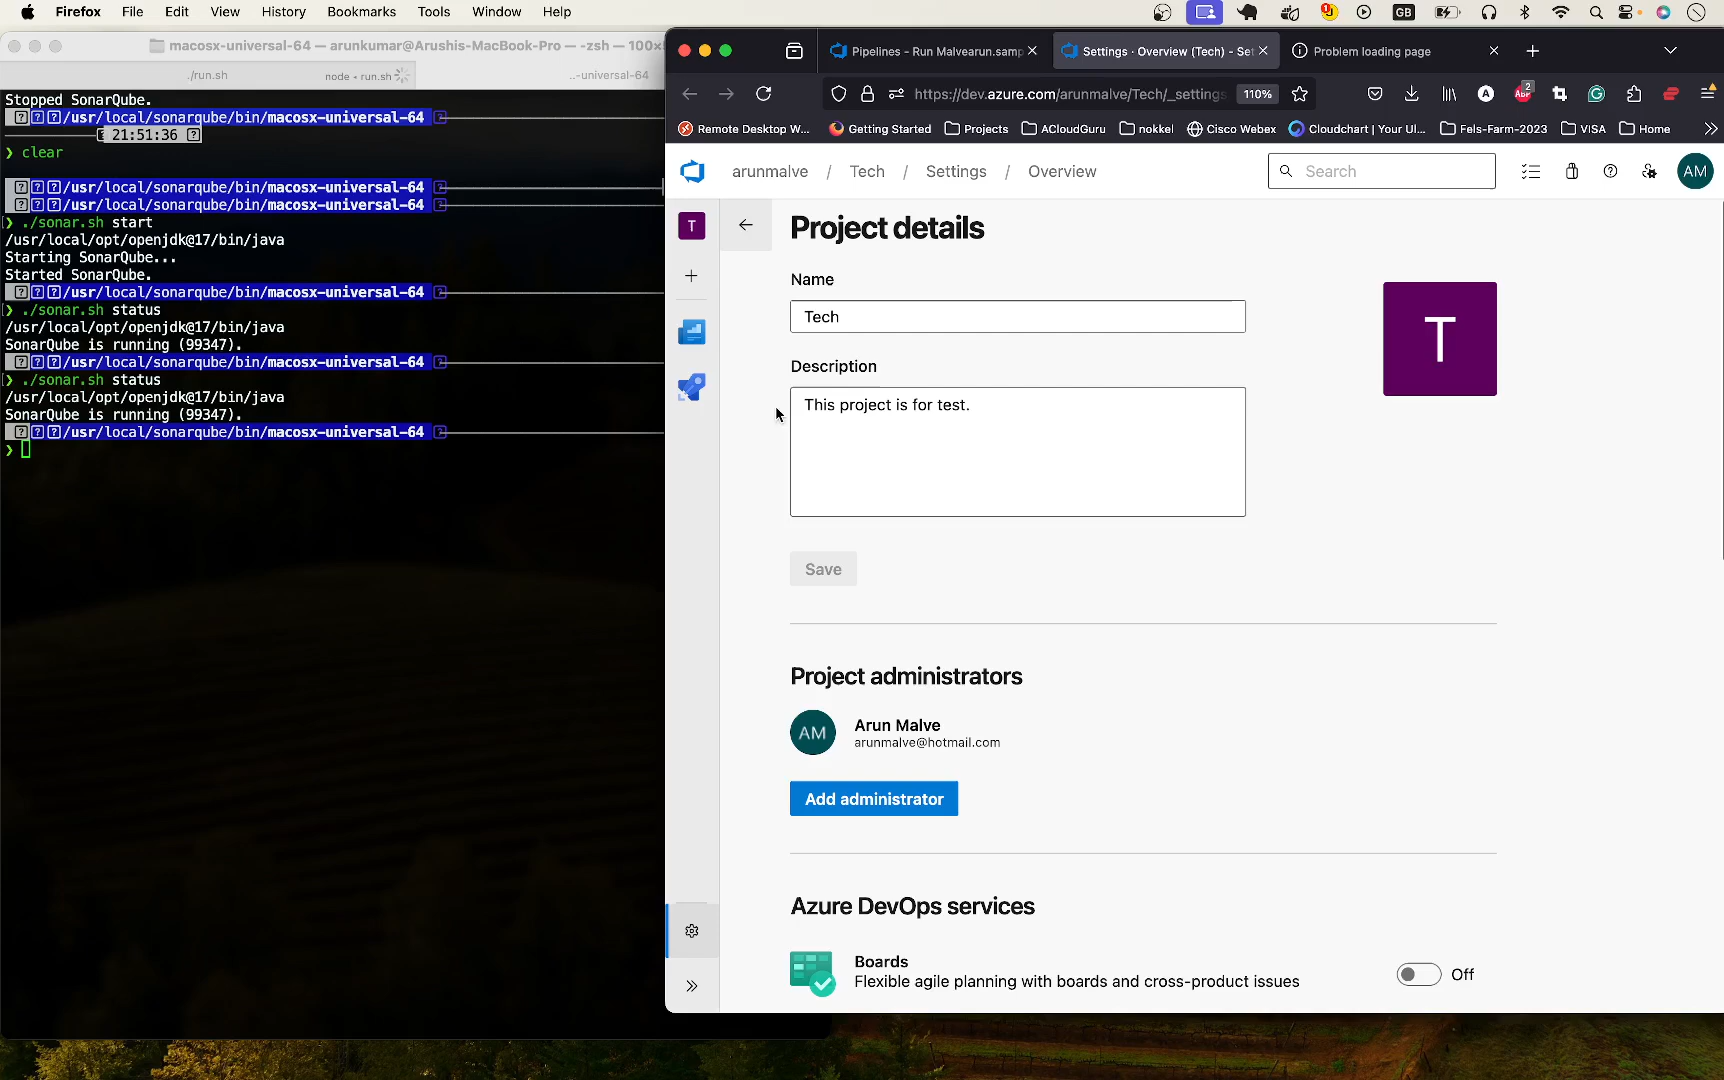 Firefox File Edit View History Bookmarks Tools Window Help
GB
macosx-universal-64 — arunkumar@Arushis-MacBook-Pro — -zsh — 100×
./run.sh
node • run.sh
..-universal-64
Stopped SonarQube.
/usr/local/sonarqube/bin/macosx-universal-64
21:51:36
❯ clear
/usr/local/sonarqube/bin/macosx-universal-64
/usr/local/sonarqube/bin/macosx-universal-64
❯ ./sonar.sh start
/usr/local/opt/openjdk@17/bin/java
Starting SonarQube...
Started SonarQube.
/usr/local/sonarqube/bin/macosx-universal-64
❯ ./sonar.sh status
/usr/local/opt/openjdk@17/bin/java
SonarQube is running (99347).
/usr/local/sonarqube/bin/macosx-universal-64
❯ ./sonar.sh status
/usr/local/opt/openjdk@17/bin/java
SonarQube is running (99347).
/usr/local/sonarqube/bin/macosx-universal-64
❯
Pipelines - Run Malvearun.samp
Settings · Overview (Tech) - Set
Problem loading page
https://dev.azure.com/arunmalve/Tech/_settings
110%
Remote Desktop W... Getting Started Projects ACloudGuru nokkel Cisco Webex Cloudchart | Your UI... Fels-Farm-2023 VISA Home
arunmalve / Tech / Settings / Overview
Search
AM
T
Project details
Name
Tech
T
Description
This project is for test.
Save
Project administrators
AM
Arun Malve
arunmalve@hotmail.com
Add administrator
Azure DevOps services
Boards
Flexible agile planning with boards and cross-product issues
Off